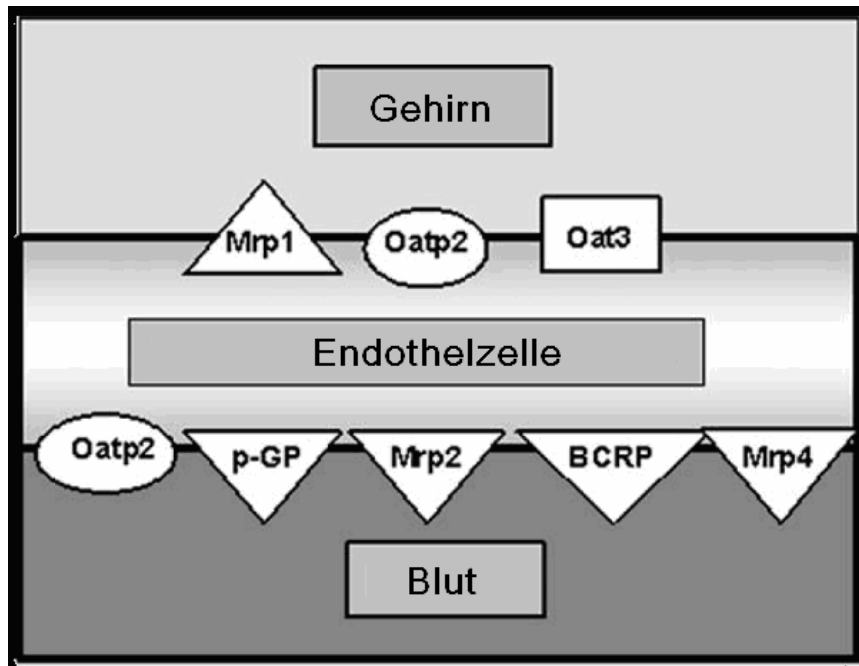 Gehirn
Mrp1 Oatp2 Oat3
Endothelzelle
Oatp2 p-GP Mrp2 BCRP Mrp4
Blut